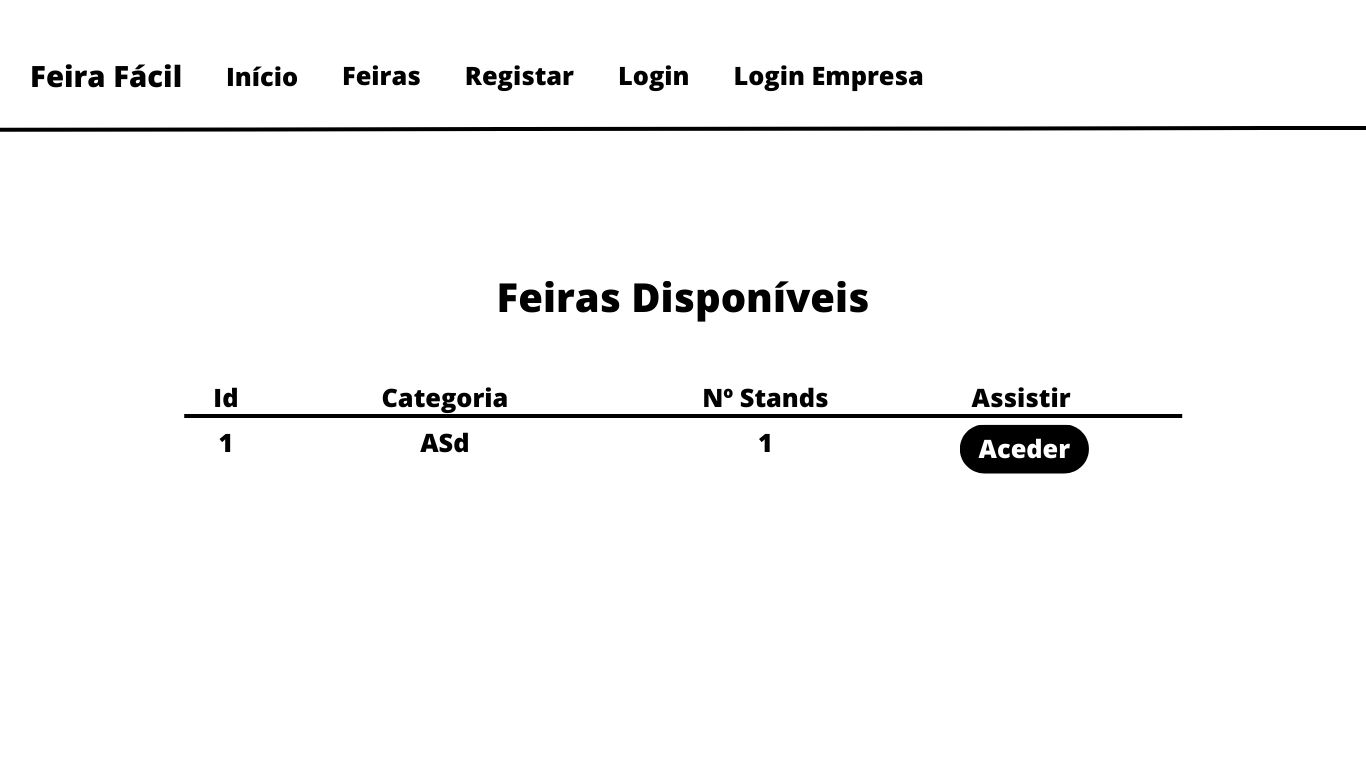 Feira Fácil Início Feiras Registar Login Login Empresa
Feiras Disponíveis
Id Categoria Nº Stands Assistir
1 ASd 1 Aceder